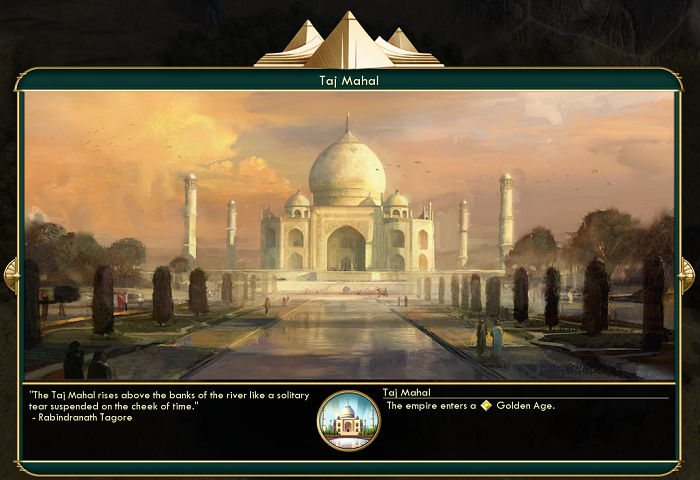 Taj Mahal
"The Taj Mahal rises above the banks of the river like a solitary
tear suspended on the cheek of time."
- Rabindranath Tagore
Taj Mahal
The empire enters a Golden Age.